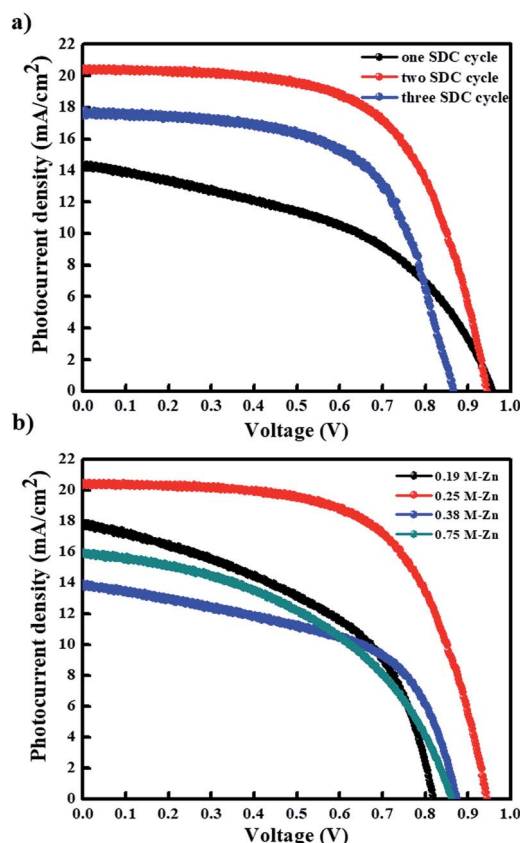 a)
22
20
18
16
14
12
10
8
6
4
2
0
Photocurrent density (mA/cm²)
one SDC cycle
two SDC cycle
three SDC cycle
0.0 0.1 0.2 0.3 0.4 0.5 0.6 0.7 0.8 0.9 1.0
Voltage (V)
b)
22
20
18
16
14
12
10
8
6
4
2
0
Photocurrent density (mA/cm²)
0.19 M-Zn
0.25 M-Zn
0.38 M-Zn
0.75 M-Zn
0.0 0.1 0.2 0.3 0.4 0.5 0.6 0.7 0.8 0.9 1.0
Voltage (V)